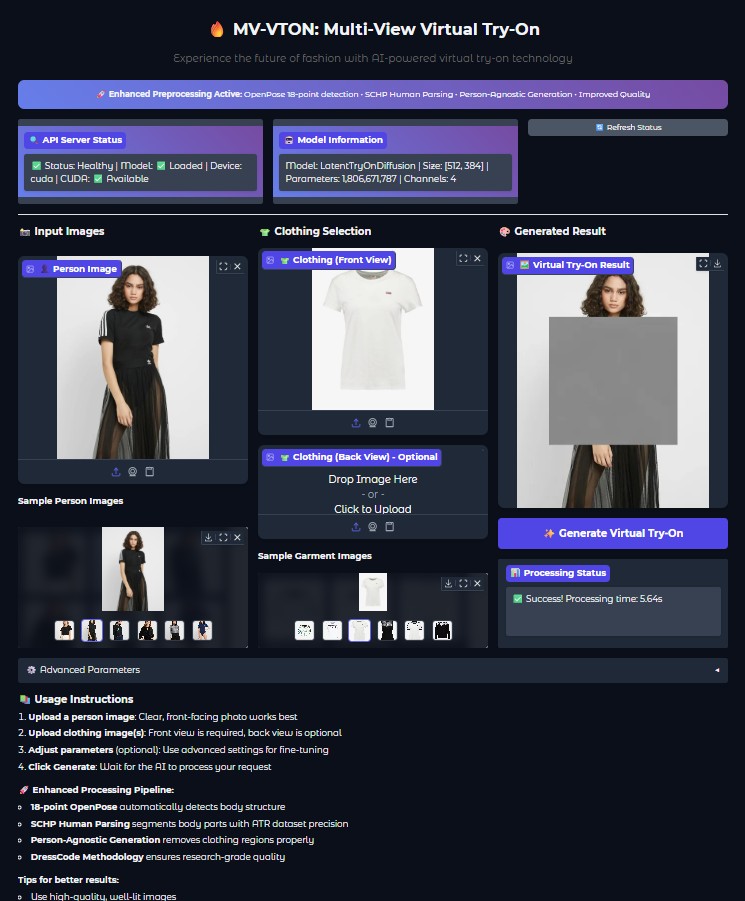 🔥 MV-VTON: Multi-View Virtual Try-On
Experience the future of fashion with AI-powered virtual try-on technology
🚀 Enhanced Preprocessing Active: OpenPose 18-point detection • SCHP Human Parsing • Person-Agnostic Generation • Improved Quality
🔍 API Server Status
✅ Status: Healthy | Model: ✅ Loaded | Device:
cuda | CUDA: ✅ Available
Model Information
Model: LatentTryOnDiffusion | Size: [512, 384] |
Parameters: 1,806,671,787 | Channels: 4
🔄 Refresh Status
📷 Input Images
👤 Person Image
Sample Person Images
👕 Clothing Selection
👕 Clothing (Front View)
👕 Clothing (Back View) - Optional
Drop Image Here
- or -
Click to Upload
Sample Garment Images
🎨 Generated Result
🖼️ Virtual Try-On Result
✨ Generate Virtual Try-On
📊 Processing Status
✅ Success! Processing time: 5.64s
⚙️ Advanced Parameters
📚 Usage Instructions
1. Upload a person image: Clear, front-facing photo works best
2. Upload clothing image(s): Front view is required, back view is optional
3. Adjust parameters (optional): Use advanced settings for fine-tuning
4. Click Generate: Wait for the AI to process your request
🚀 Enhanced Processing Pipeline:
18-point OpenPose automatically detects body structure
SCHP Human Parsing segments body parts with ATR dataset precision
Person-Agnostic Generation removes clothing regions properly
DressCode Methodology ensures research-grade quality
Tips for better results:
Use high-quality, well-lit images